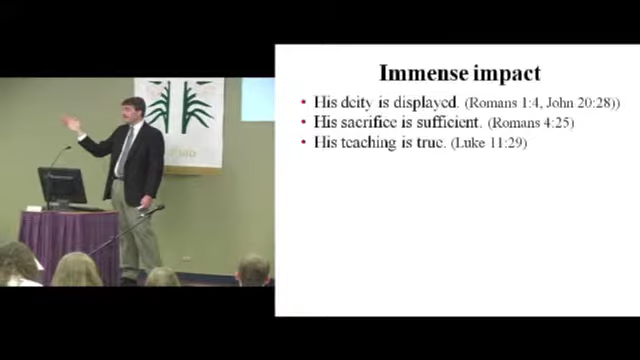 Immense impact
• His deity is displayed. (Romans 1:4, John 20:28))
• His sacrifice is sufficient. (Romans 4:25)
• His teaching is true. (Luke 11:29)